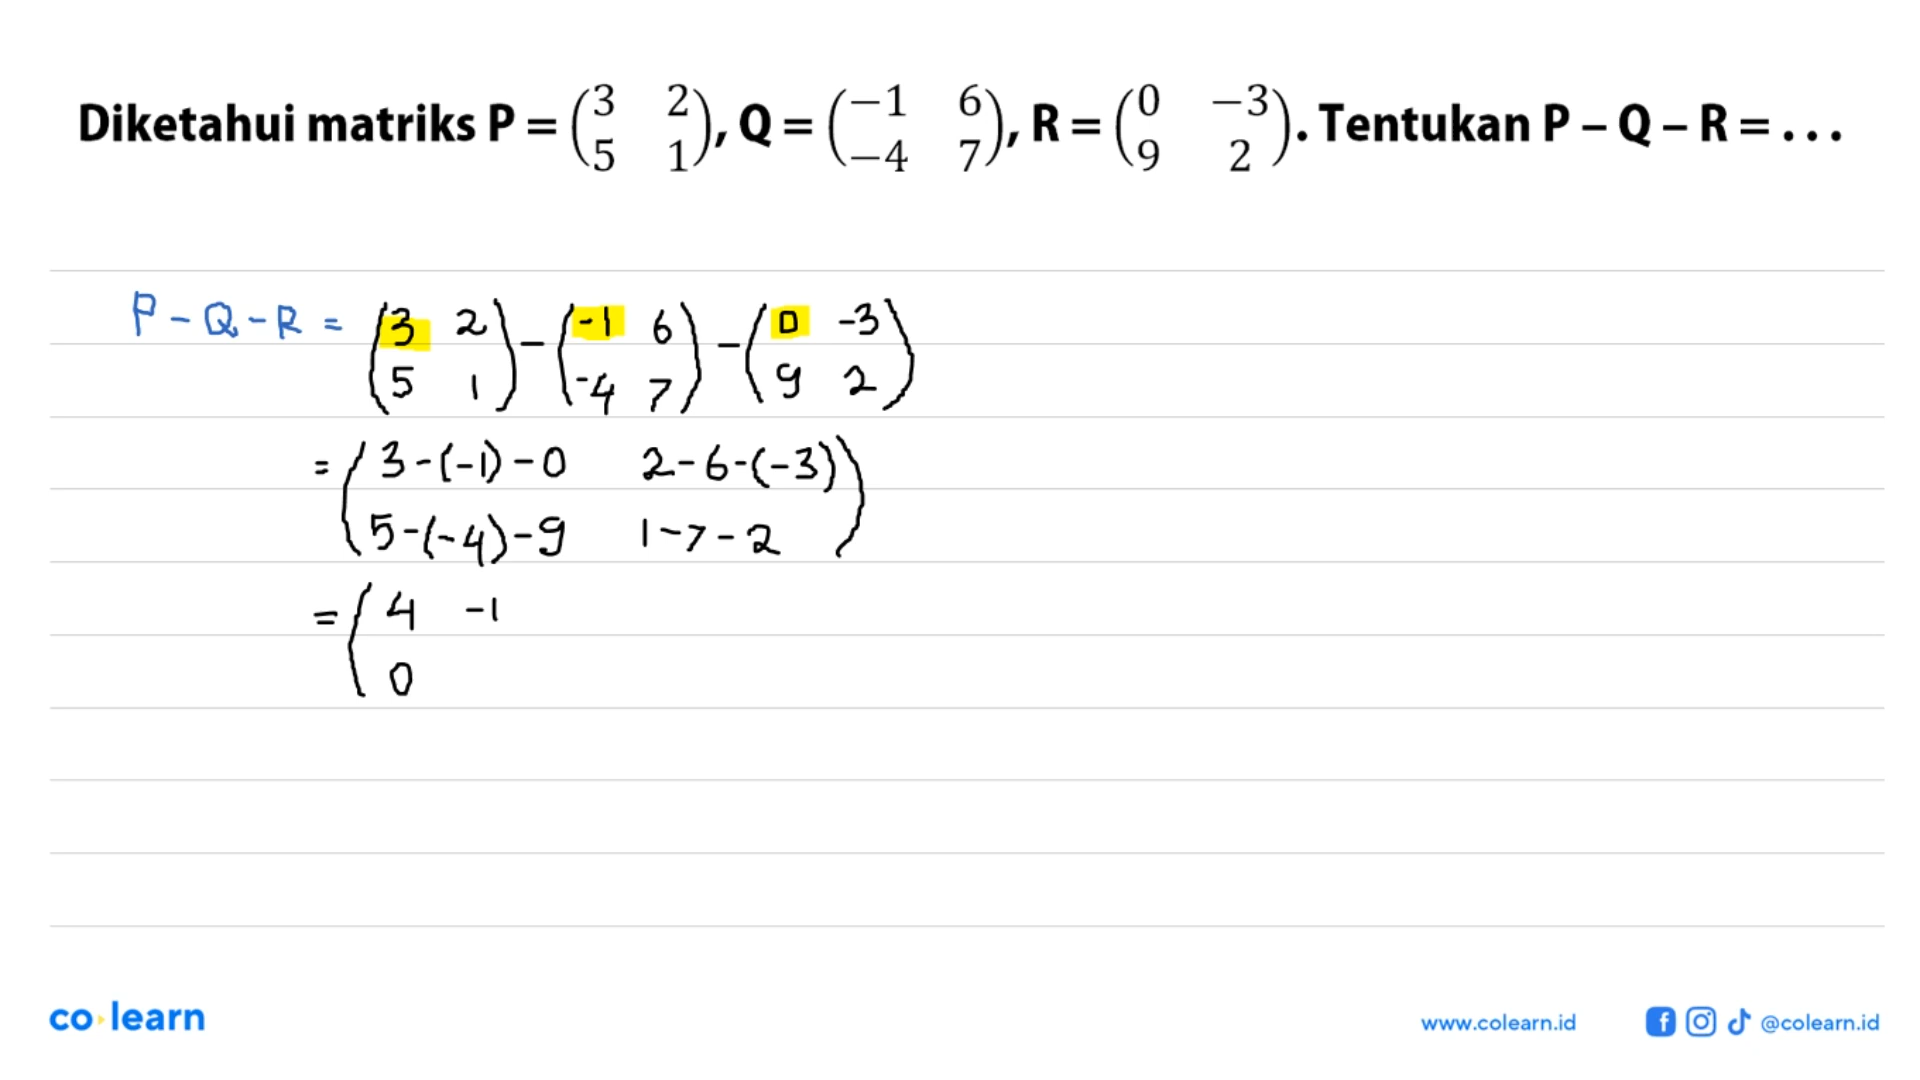 Diketahui matriks P = (3 2), Q = (−1 6), R = (0 −3). Tentukan P – Q – R = . . .
(5 1) (−4 7) (9 2)
P - Q - R = (3 2) - (-1 6) - (0 -3)
(5 1) (-4 7) (9 2)
= (3-(-1)-0 2-6-(-3))
(5-(-4)-9 1-7-2)
= (4 -1
0
co learn
www.colearn.id @colearn.id